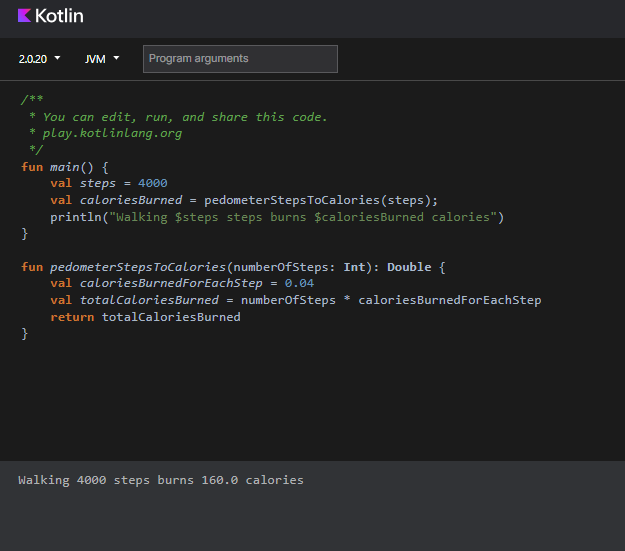 Kotlin
2.0.20 JVM Program arguments
/**
 * You can edit, run, and share this code.
 * play.kotlinlang.org
 */
fun main() {
    val steps = 4000
    val caloriesBurned = pedometerStepsToCalories(steps);
    println("Walking $steps steps burns $caloriesBurned calories")
}

fun pedometerStepsToCalories(numberOfSteps: Int): Double {
    val caloriesBurnedForEachStep = 0.04
    val totalCaloriesBurned = numberOfSteps * caloriesBurnedForEachStep
    return totalCaloriesBurned
}
Walking 4000 steps burns 160.0 calories